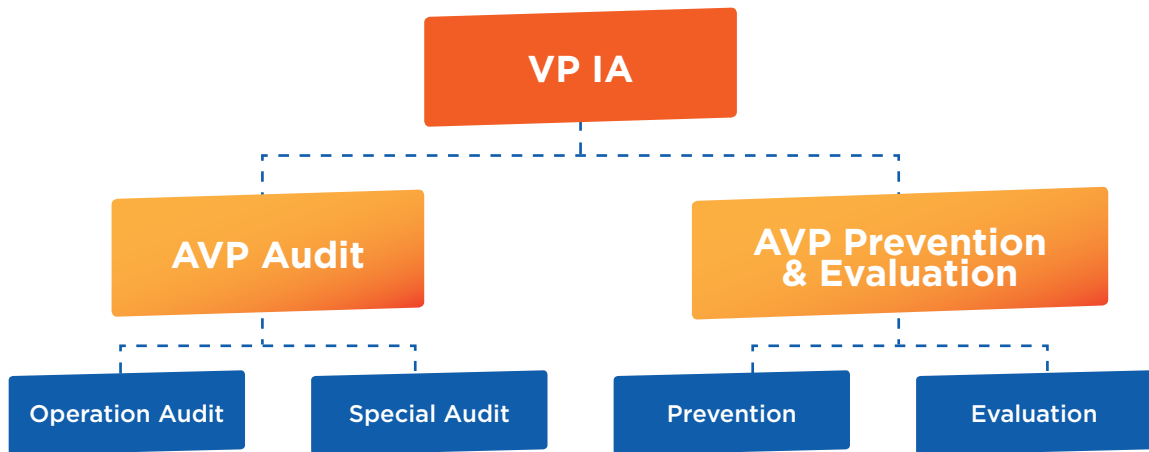 VP IA
AVP Audit
AVP Prevention
& Evaluation
Operation Audit
Special Audit
Prevention
Evaluation